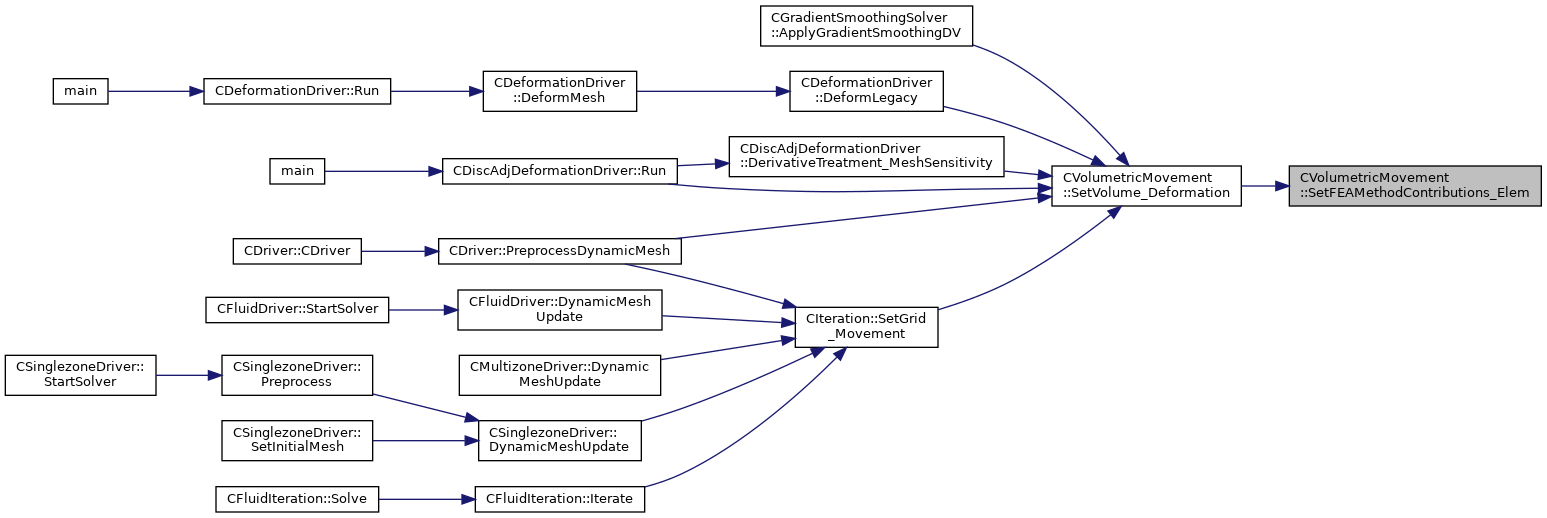 CGradientSmoothingSolver
::ApplyGradientSmoothingDV
main
CDeformationDriver::Run
CDeformationDriver
::DeformMesh
CDeformationDriver
::DeformLegacy
CDiscAdjDeformationDriver
::DerivativeTreatment_MeshSensitivity
main
CDiscAdjDeformationDriver::Run
CVolumetricMovement
::SetVolume_Deformation
CVolumetricMovement
::SetFEAMethodContributions_Elem
CDriver::CDriver
CDriver::PreprocessDynamicMesh
CFluidDriver::StartSolver
CFluidDriver::DynamicMesh
Update
CIteration::SetGrid
_Movement
CSinglezoneDriver::
StartSolver
CSinglezoneDriver::
Preprocess
CMultizoneDriver::Dynamic
MeshUpdate
CSinglezoneDriver::
SetInitialMesh
CSinglezoneDriver::
DynamicMeshUpdate
CFluidIteration::Solve
CFluidIteration::Iterate